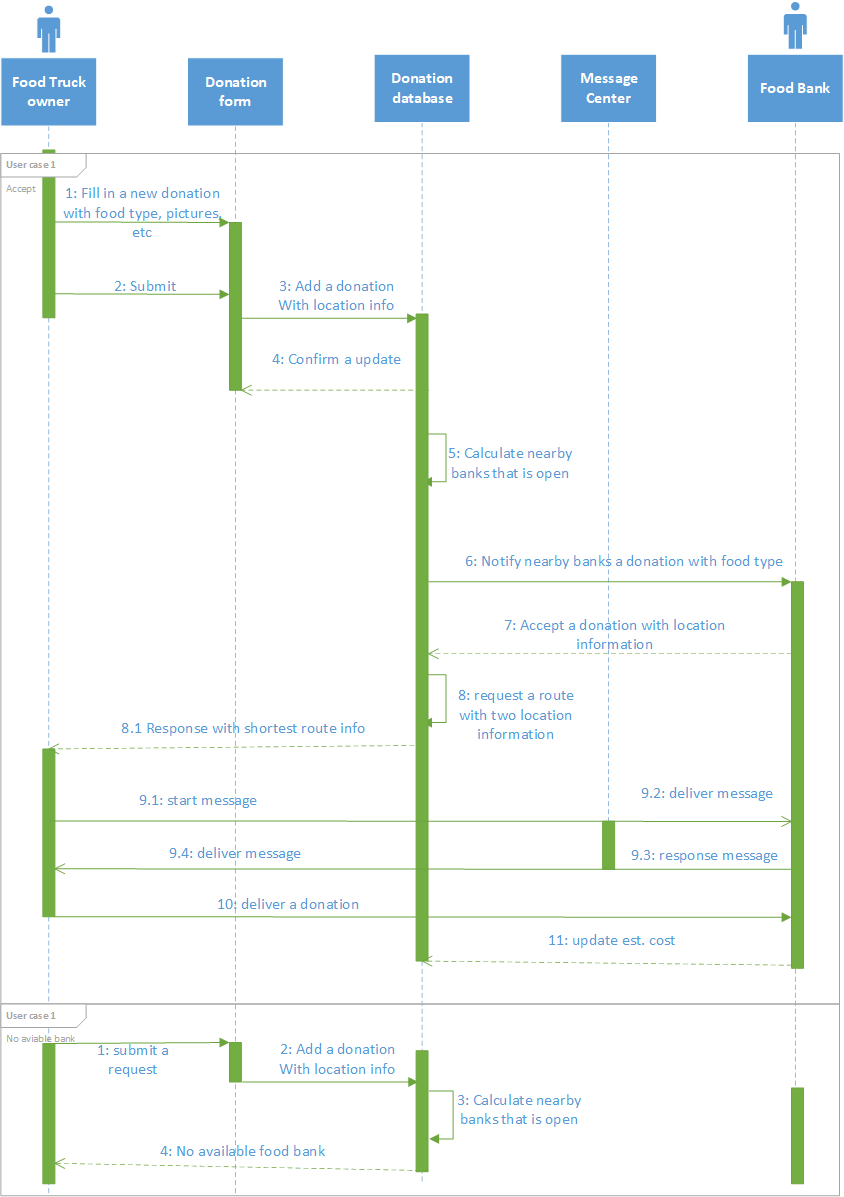 Food Truck
owner
Donation
form
Donation
database
Message
Center
Food Bank
User case 1
Accept
1: Fill in a new donation
with food type, pictures,
etc
2: Submit
3: Add a donation
With location info
4: Confirm a update
5: Calculate nearby
banks that is open
6: Notify nearby banks a donation with food type
7: Accept a donation with location
information
8: request a route
with two location
information
8.1 Response with shortest route info
9.1: start message
9.2: deliver message
9.4: deliver message
9.3: response message
10: deliver a donation
11: update est. cost
User case 1
No aviable bank
1: submit a
request
2: Add a donation
With location info
3: Calculate nearby
banks that is open
4: No available food bank